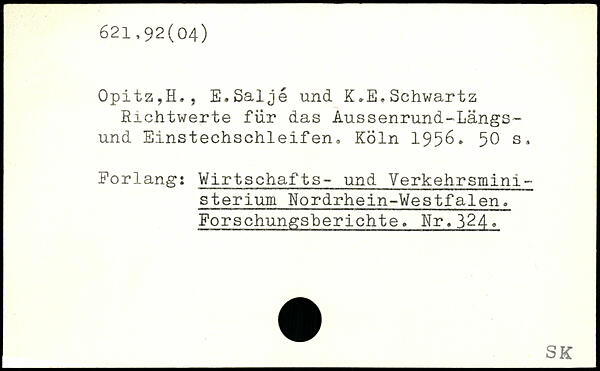 621.92(04)
Opitz,H., E.Saljé und K.E.Schwartz
Richtwerte für das Aussenrund-Längs-
und Einstechschleifen. Köln 1956. 50 s.
Forlang: Wirtschafts- und Verkehrsmini-
sterium Nordrhein-Westfalen.
Forschungsberichte. Nr.324.
SK